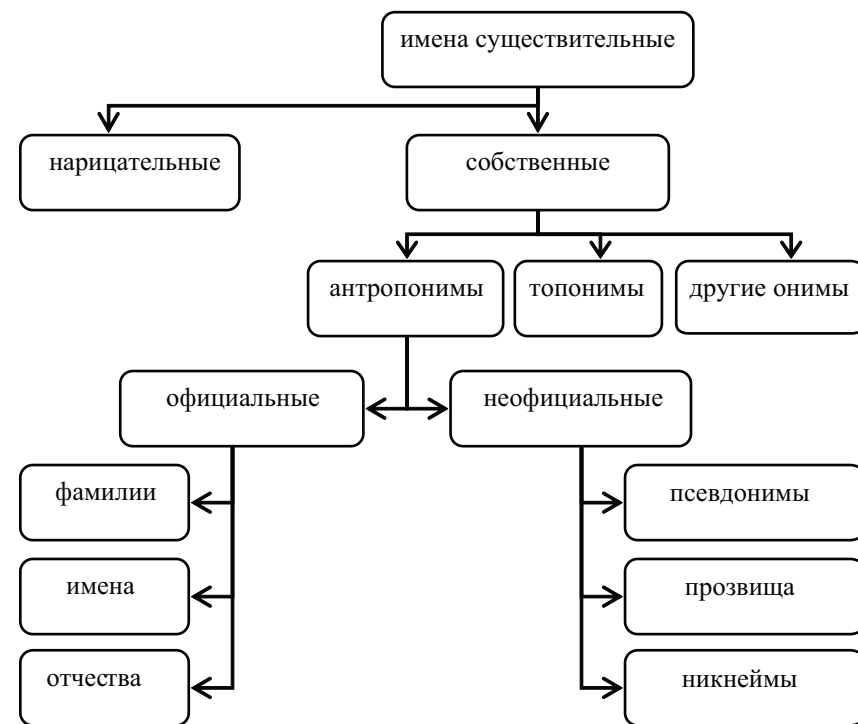 имена существительные
нарицательные
собственные
антропонимы
топонимы
другие онимы
официальные
неофициальные
фамилии
псевдонимы
имена
прозвища
отчества
никнеймы